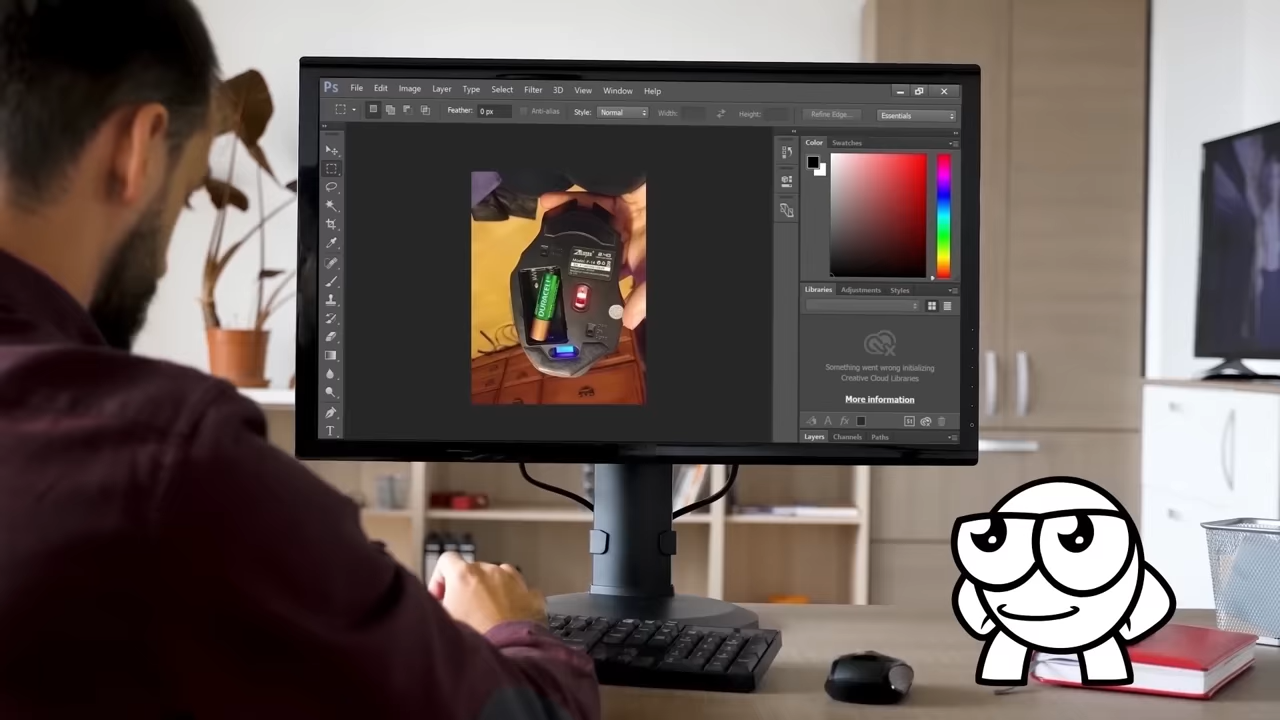 Ps File Edit Image Layer Type Select Filter 3D View Window Help
Feather: 0 px Anti-alias Style: Normal Width: Height: Refine Edge... Essentials
Color Swatches
DURACELL
Libraries Adjustments Styles
Something went wrong initializing
Creative Cloud Libraries
More information
A fx St
Layers Channels Paths
T